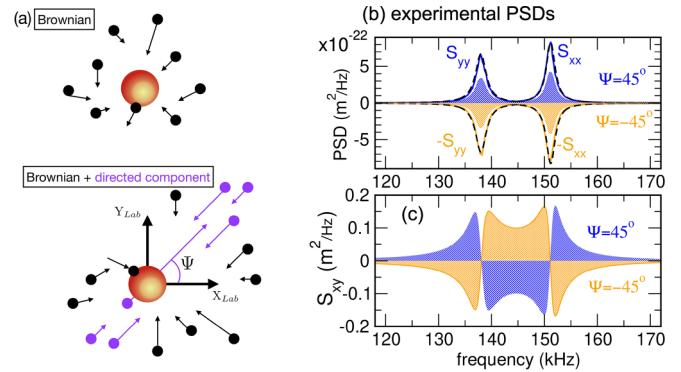 (a) Brownian
Brownian + directed component
Y_Lab
Ψ
X_Lab
(b) experimental PSDs
x10^-22
PSD (m²/Hz)
5
0
-5
S_yy
S_xx
Ψ=45°
Ψ=-45°
-S_yy
-S_xx
120 130 140 150 160 170
(c)
S_xy (m²/Hz)
0.2
0.1
0
-0.1
-0.2
Ψ=45°
Ψ=-45°
120 130 140 150 160 170
frequency (kHz)